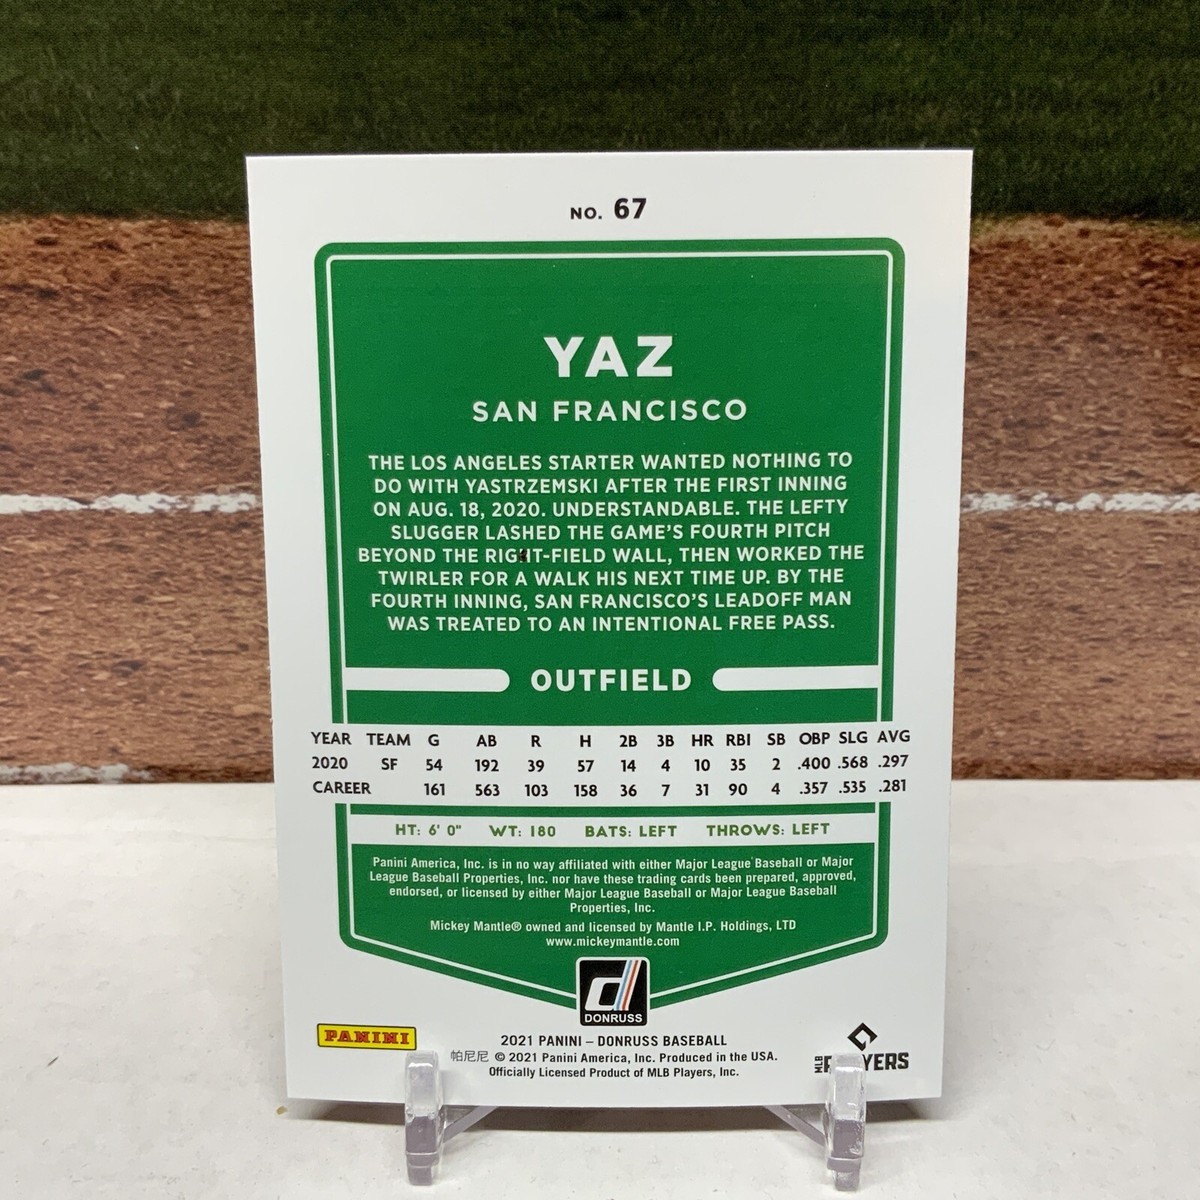 NO. 67
YAZ
SAN FRANCISCO
THE LOS ANGELES STARTER WANTED NOTHING TO
DO WITH YASTRZEMSKI AFTER THE FIRST INNING
ON AUG. 18, 2020. UNDERSTANDABLE. THE LEFTY
SLUGGER LASHED THE GAME'S FOURTH PITCH
BEYOND THE RIGHT-FIELD WALL, THEN WORKED THE
TWIRLER FOR A WALK HIS NEXT TIME UP. BY THE
FOURTH INNING, SAN FRANCISCO'S LEADOFF MAN
WAS TREATED TO AN INTENTIONAL FREE PASS.
OUTFIELD
YEAR TEAM G AB R H 2B 3B HR RBI SB OBP SLG AVG
2020 SF 54 192 39 57 14 4 10 35 2 .400 .568 .297
CAREER 161 563 103 158 36 7 31 90 4 .357 .535 .281
HT: 6' 0" WT: 180 BATS: LEFT THROWS: LEFT
Panini America, Inc. is in no way affiliated with either Major League Baseball or Major
League Baseball Properties, Inc. nor have these trading cards been prepared, approved,
endorsed, or licensed by either Major League Baseball or Major League Baseball
Properties, Inc.
Mickey Mantle® owned and licensed by Mantle I.P. Holdings, LTD
www.mickeymantle.com
d
DONRUSS
PANINI
2021 PANINI – DONRUSS BASEBALL
帕尼尼 © 2021 Panini America, Inc. Produced in the USA.
Officially Licensed Product of MLB Players, Inc.
MLB PLAYERS